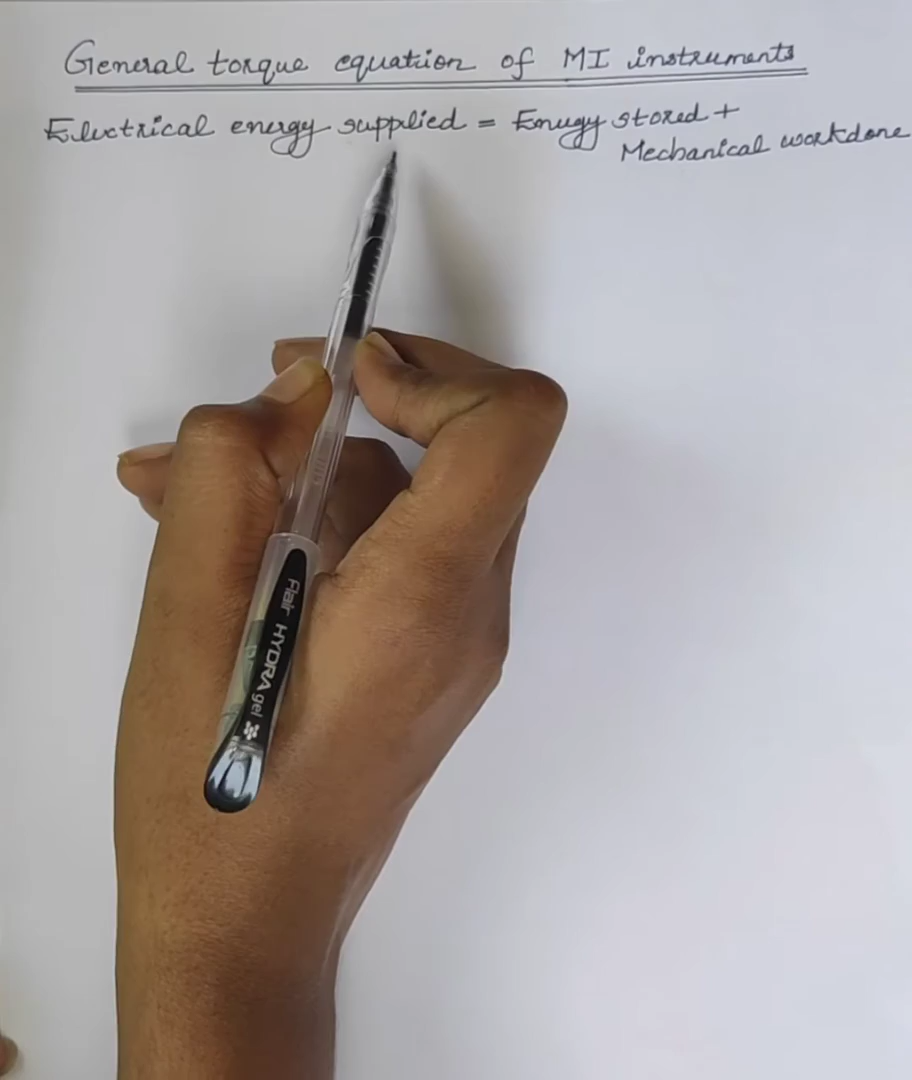 General torque equation of MI instruments
Electrical energy supplied = Energy stored +
Mechanical workdone
Flair HYDRA gel